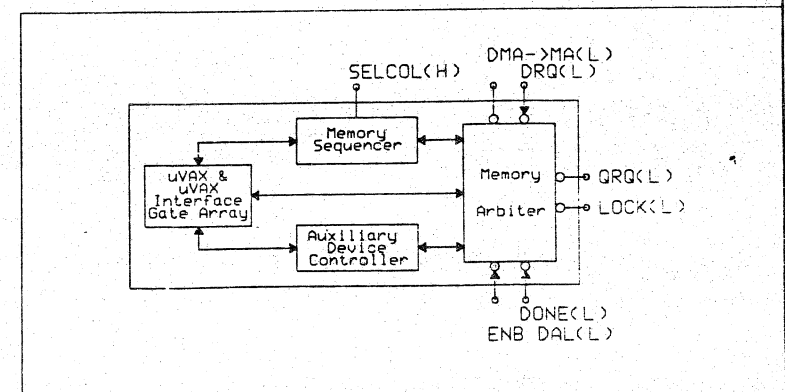 DMA->MA(L)
SELCOL(H)
DRQ(L)
Memory
Sequencer
uVAX &
uVAX
Interface
Gate Array
Memory
Arbiter
QRQ(L)
LOCK(L)
Auxiliary
Device
Controller
DONE(L)
ENB DAL(L)